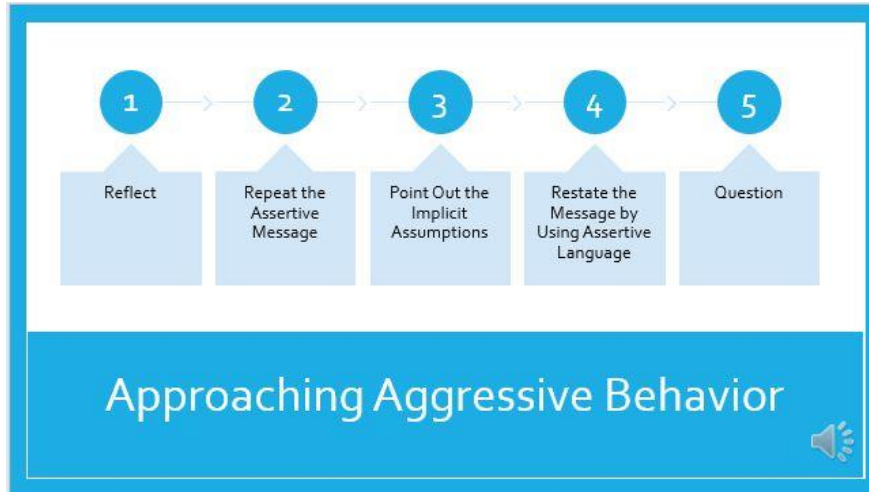 1
2
3
4
5
Reflect
Repeat the
Assertive
Message
Point Out the
Implicit
Assumptions
Restate the
Message by
Using Assertive
Language
Question
Approaching Aggressive Behavior